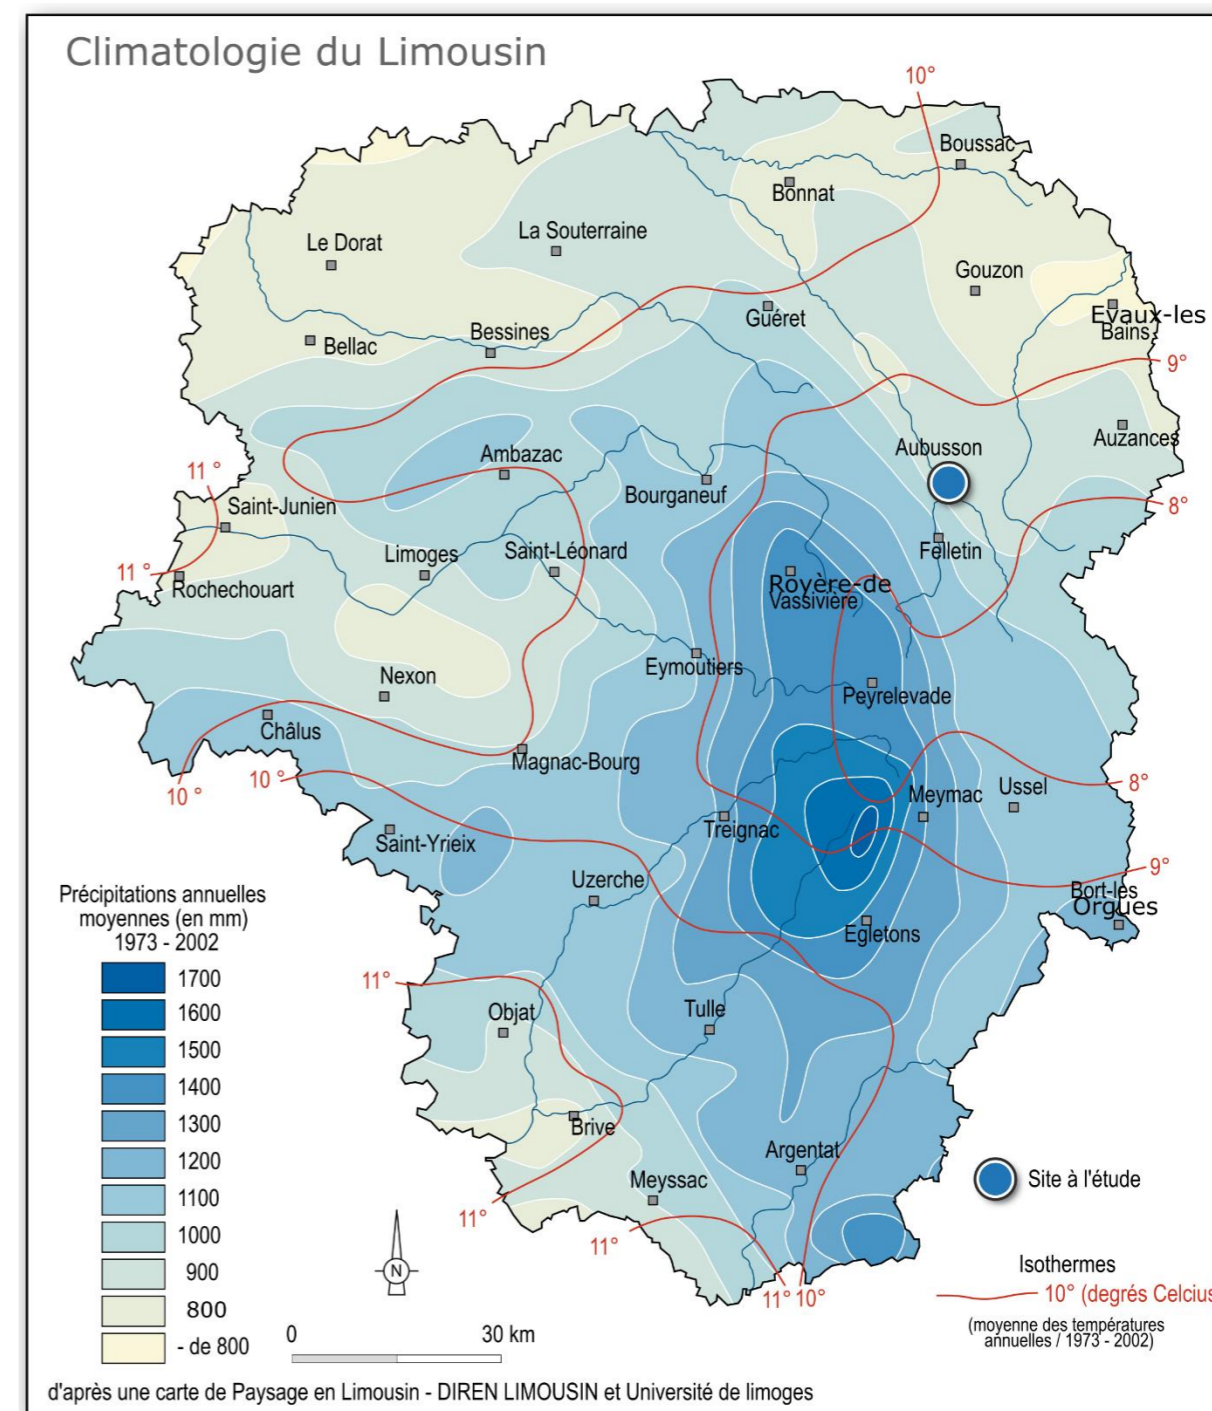 Climatologie du Limousin
10°
Boussac
Bonnat
La Souterraine
Le Dorat
Gouzon
Evaux-les
Bains
Guéret
Bessines
Bellac
9°
Auzances
Aubusson
Ambazac
11 °
Bourganeuf
8°
Saint-Junien
Felletin
Limoges
Saint-Léonard
11 °
Rochechouart
Royère-de
Vassivière
Eymoutiers
Nexon
Peyrelevade
Châlus
Magnac-Bourg
10 °
10 °
8°
Meymac
Ussel
Treignac
Saint-Yrieix
9°
Uzerche
Bort-les
Orgues
Egletons
Précipitations annuelles
moyennes (en mm)
1973 - 2002
1700
1600
1500
1400
1300
1200
1100
1000
900
800
- de 800
11°
Objat
Tulle
Brive
Argentat
Meyssac
11°
11°
11°
10°
Site à l'étude
Isothermes
10° (degrés Celcius
(moyenne des températures
annuelles / 1973 - 2002)
N
0
30 km
d'après une carte de Paysage en Limousin - DIREN LIMOUSIN et Université de limoges